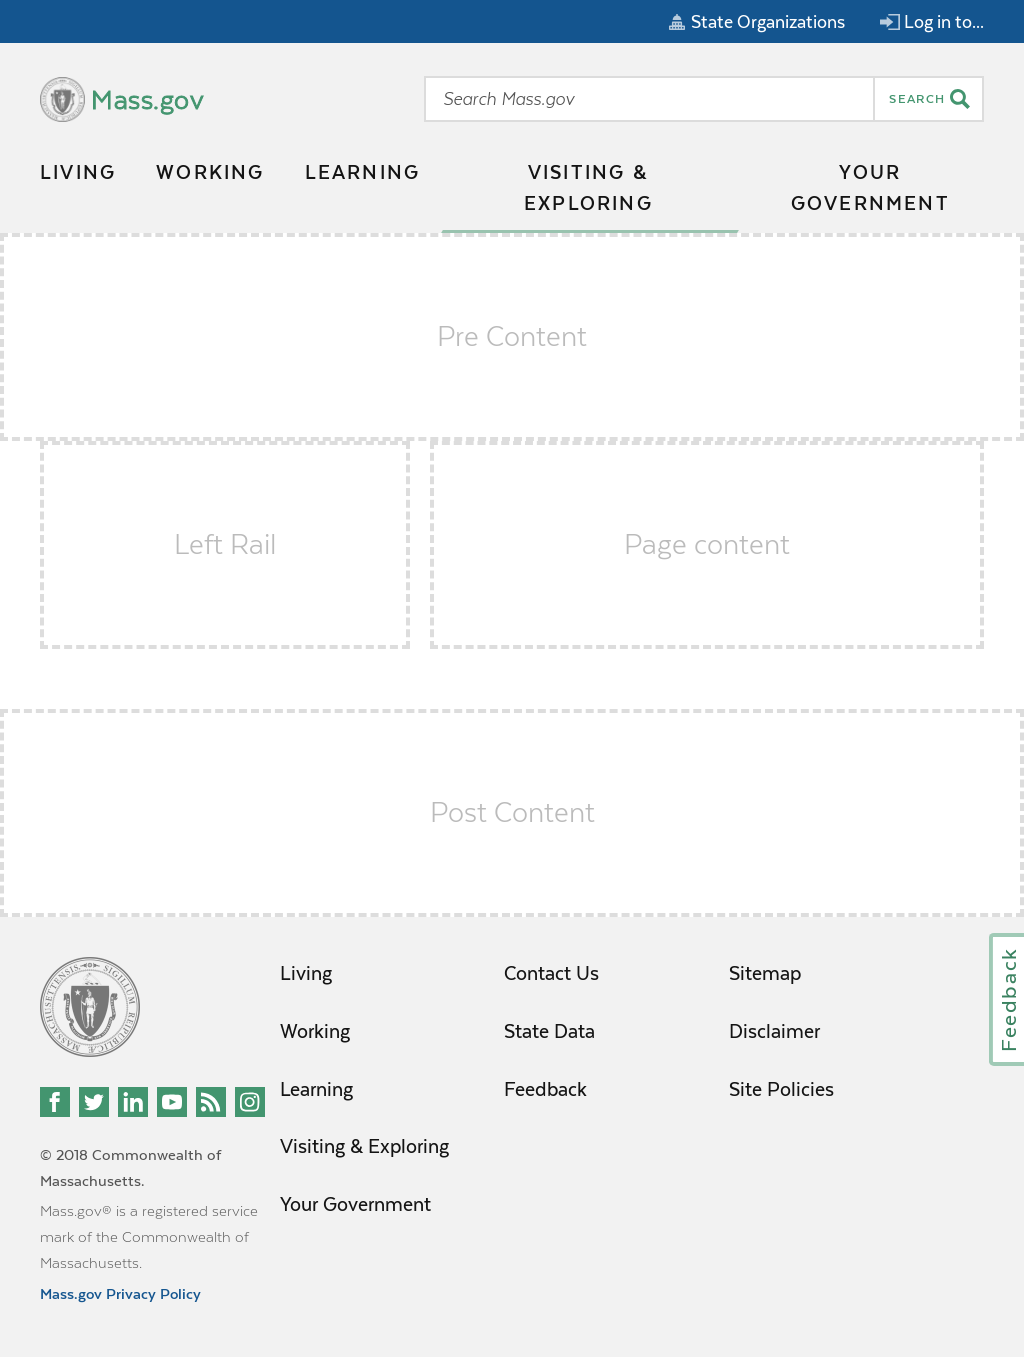 State Organizations
Log in to...
Mass.gov
Search Mass.gov
SEARCH
LIVING
WORKING
LEARNING
VISITING &
EXPLORING
YOUR
GOVERNMENT
Pre Content
Left Rail
Page content
Post Content
Feedback
Living
Working
Learning
Visiting & Exploring
Your Government
Contact Us
State Data
Feedback
Sitemap
Disclaimer
Site Policies
© 2018 Commonwealth of
Massachusetts.
Mass.gov® is a registered service
mark of the Commonwealth of
Massachusetts.
Mass.gov Privacy Policy